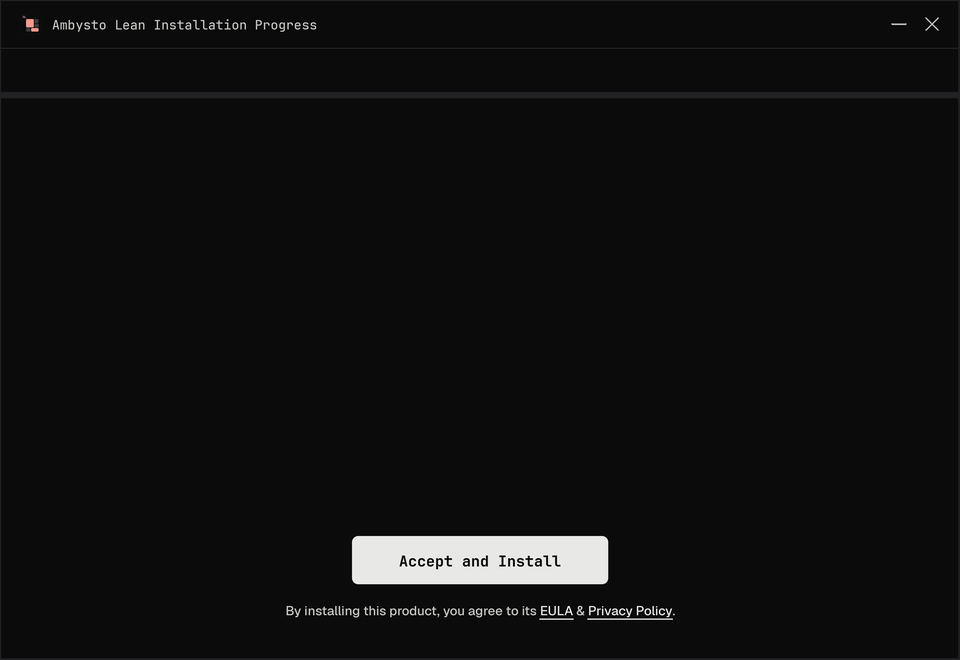 Ambysto Lean Installation Progress
Accept and Install
By installing this product, you agree to its EULA & Privacy Policy.